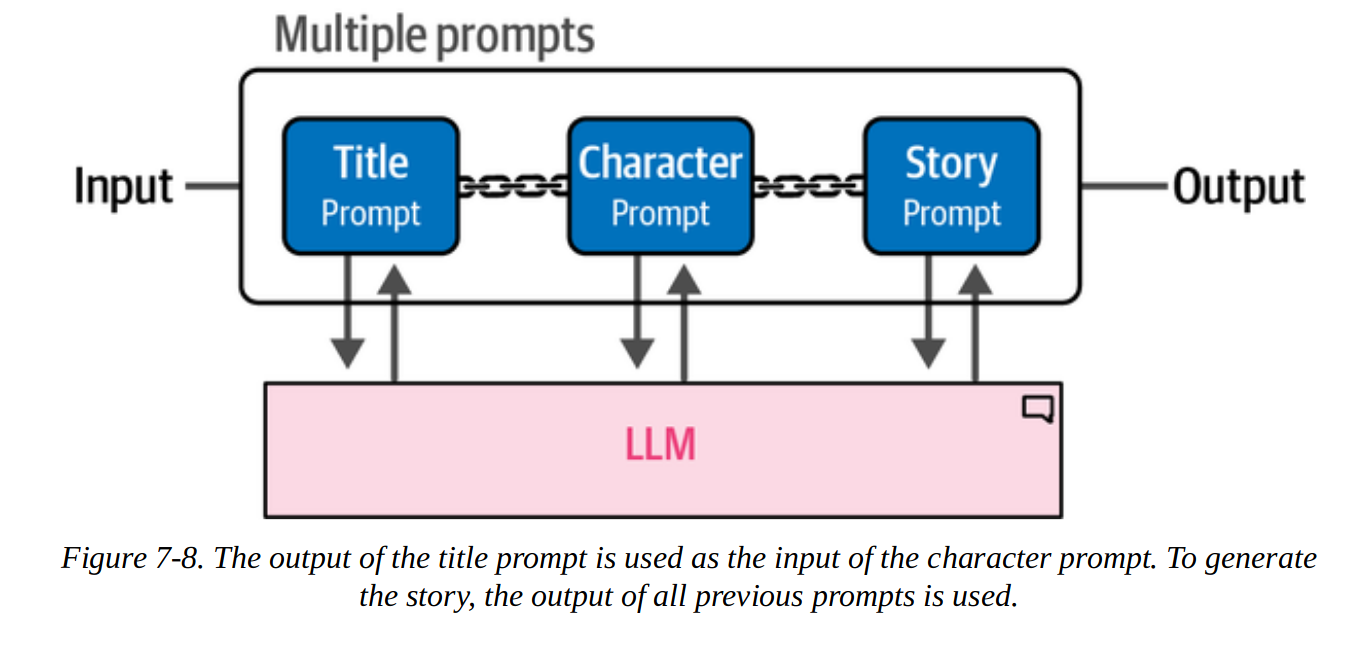 Multiple prompts
Input
Title
Prompt
Character
Prompt
Story
Prompt
Output
LLM
Figure 7-8. The output of the title prompt is used as the input of the character prompt. To generate
the story, the output of all previous prompts is used.